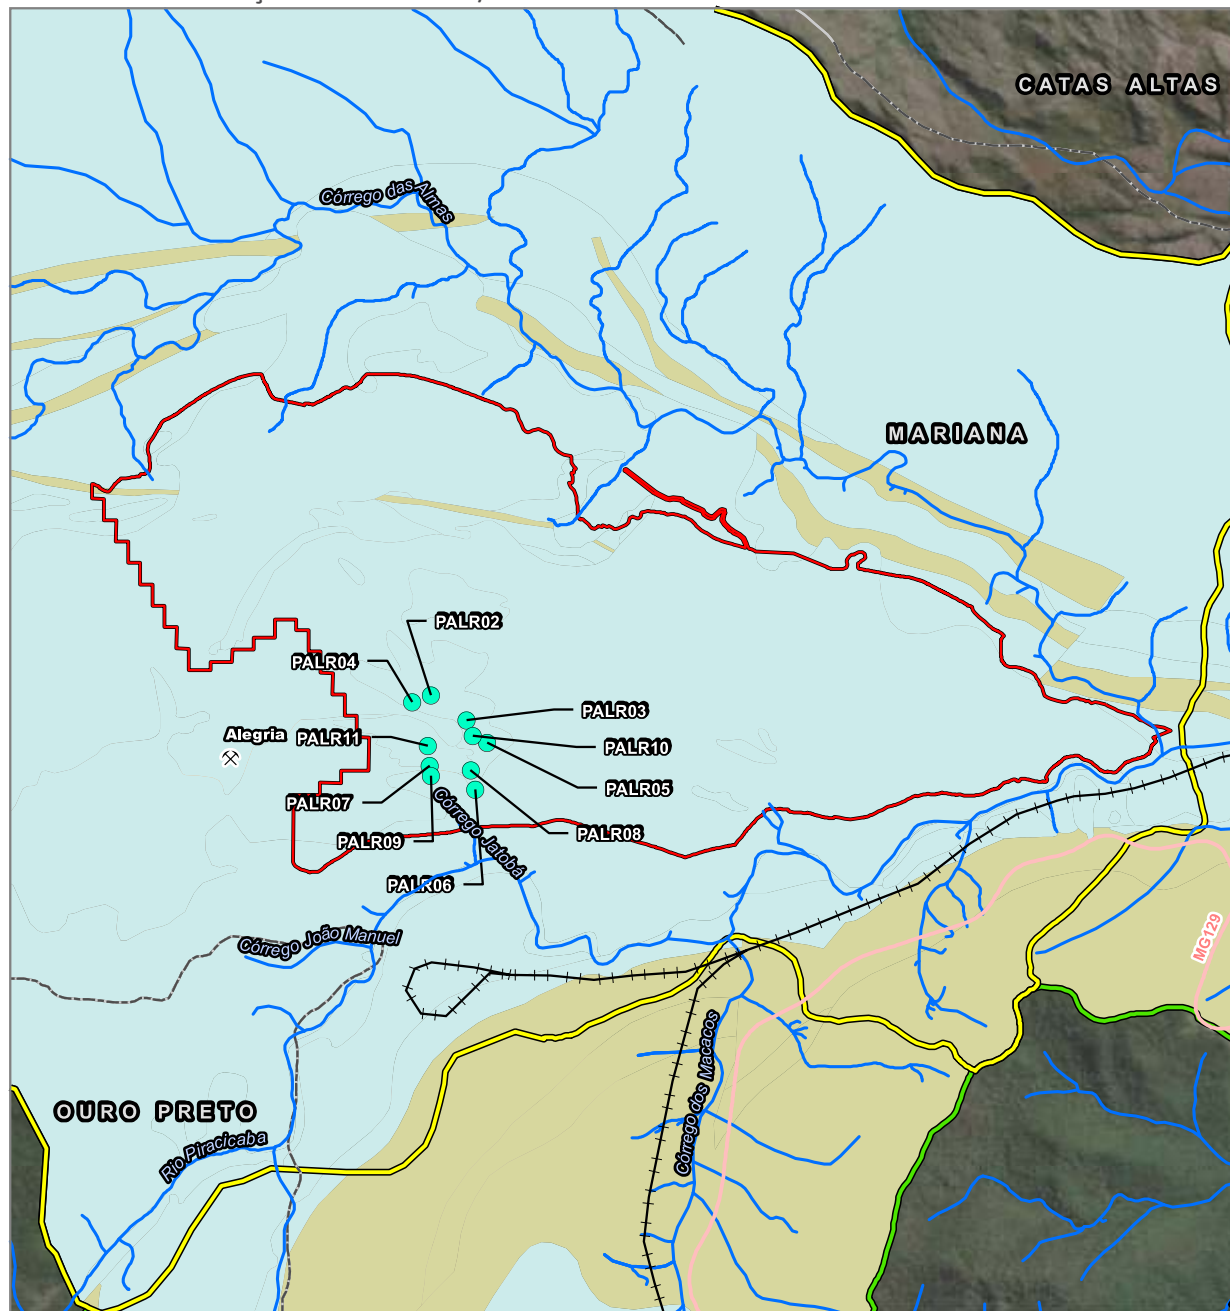 CATAS ALTAS
Córrego das Almas
MARIANA
PALR02
PALR04
PALR03
Alegria
PALR11
PALR10
PALR05
PALR07
PALR08
PALR09
Córrego Jatobá
PALR06
Córrego João Manuel
MG129
Córrego dos Macacos
OURO PRETO
Rio Piracicaba